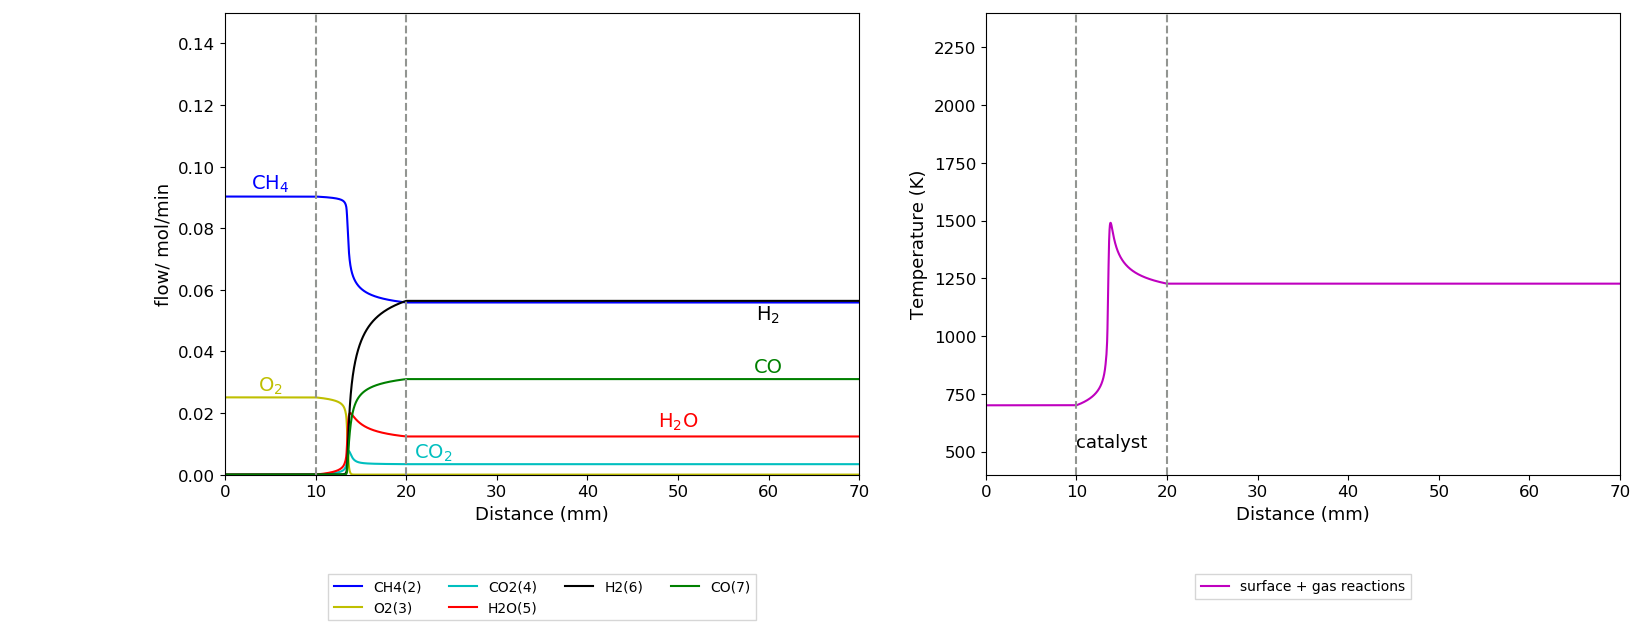 0.14
0.12
0.10
0.08
0.06
0.04
0.02
0.00
flow/ mol/min
CH₄
O₂
H₂
CO
H₂O
CO₂
0 10 20 30 40 50 60 70
Distance (mm)
CH4(2) CO2(4) H2(6) CO(7)
O2(3) H2O(5)
2250
2000
1750
1500
1250
1000
750
500
Temperature (K)
catalyst
0 10 20 30 40 50 60 70
Distance (mm)
surface + gas reactions